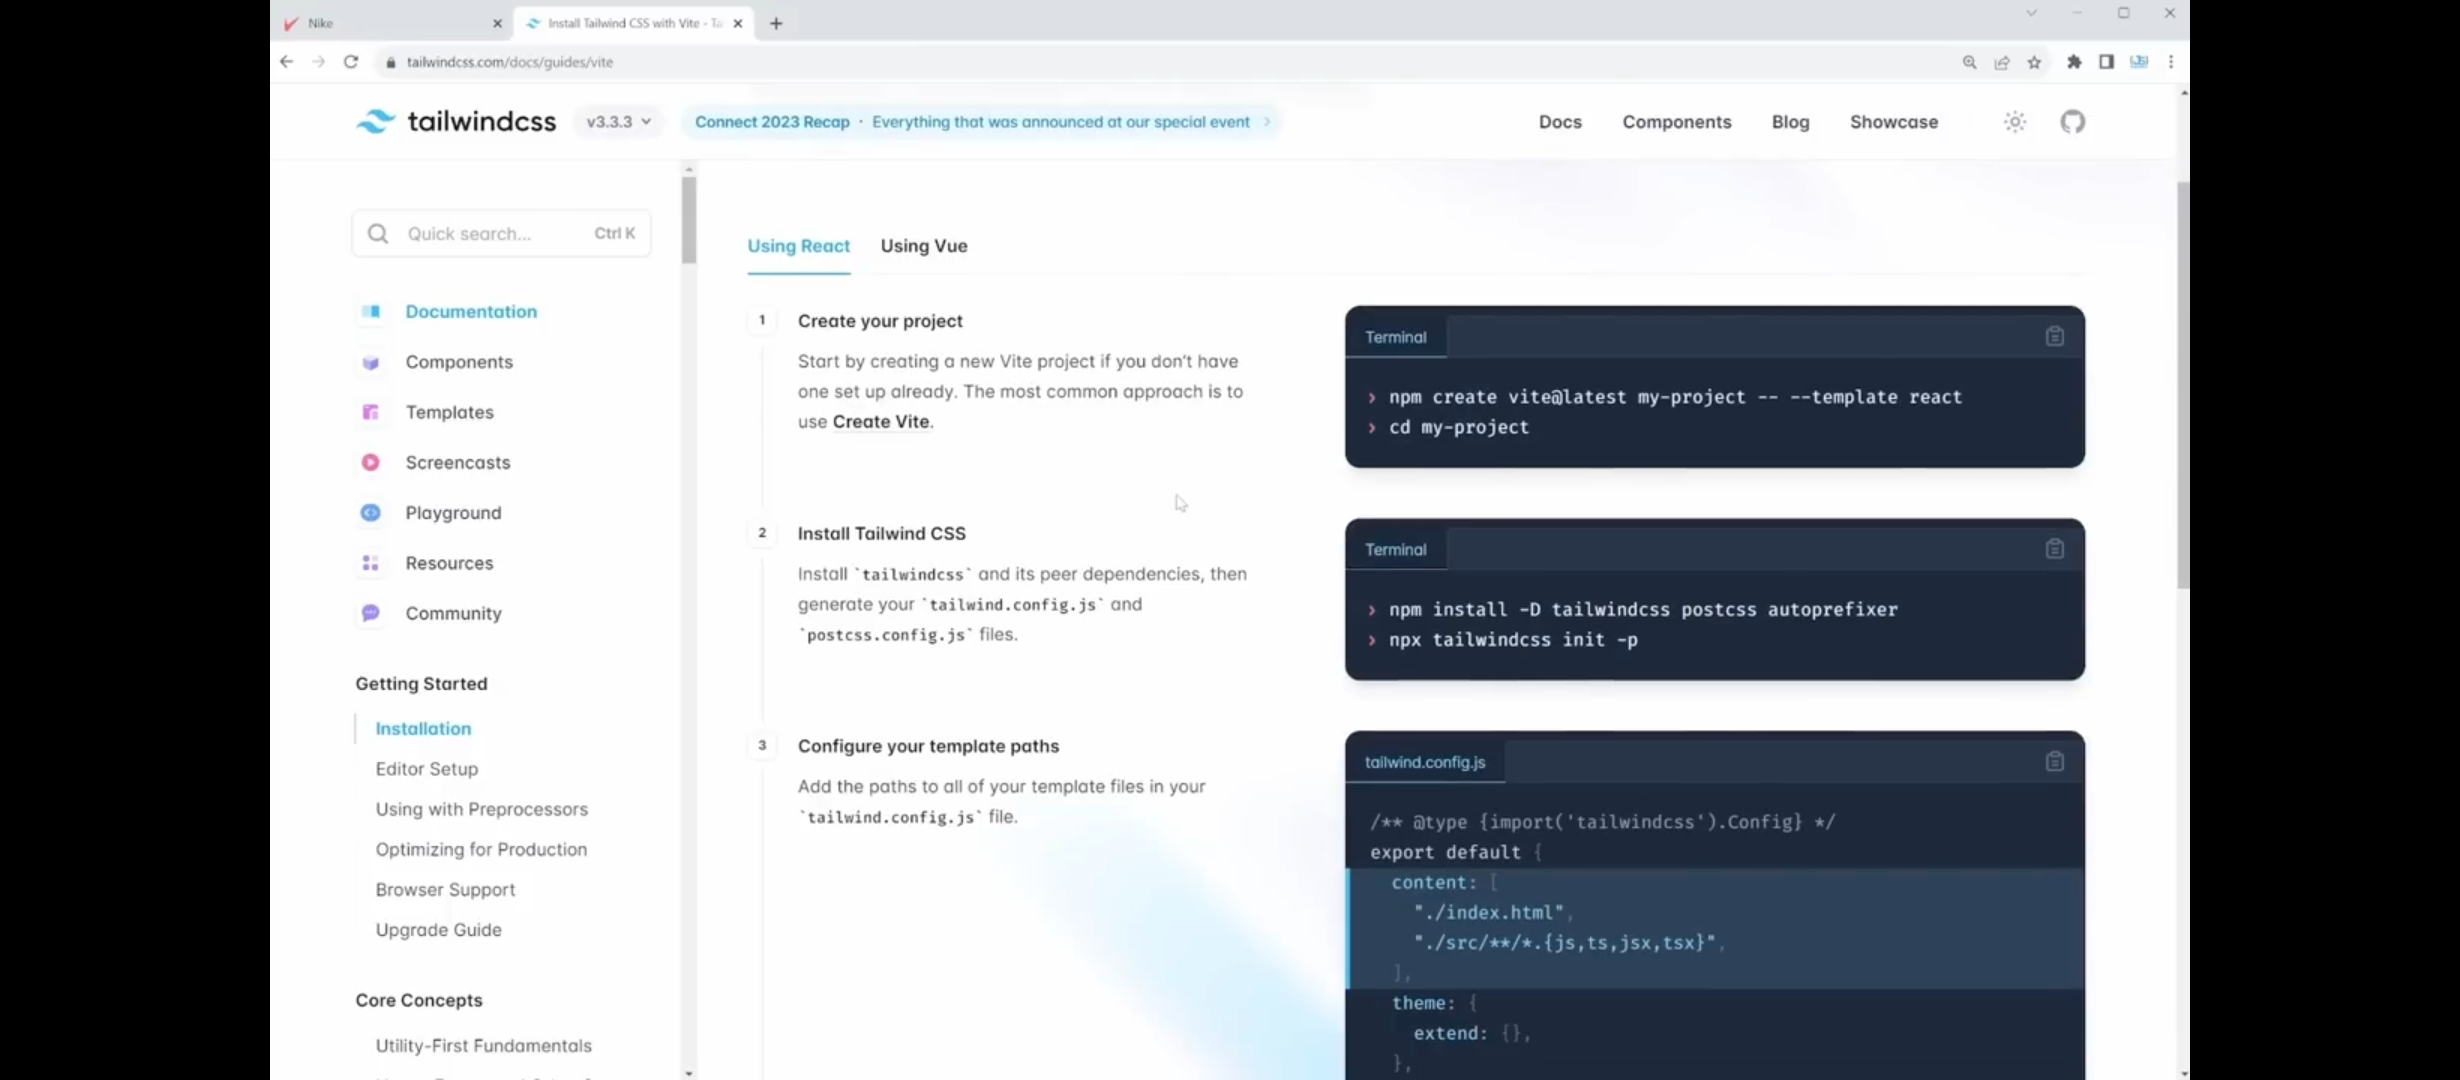 Nike
Install Tailwind CSS with Vite - Ta
tailwindcss.com/docs/guides/vite
tailwindcss
v3.3.3
Connect 2023 Recap · Everything that was announced at our special event
Docs
Components
Blog
Showcase
Quick search...
Ctrl K
Documentation
Components
Templates
Screencasts
Playground
Resources
Community
Getting Started
Installation
Editor Setup
Using with Preprocessors
Optimizing for Production
Browser Support
Upgrade Guide
Core Concepts
Utility-First Fundamentals
Using React
Using Vue
1
Create your project
Start by creating a new Vite project if you don't have
one set up already. The most common approach is to
use Create Vite.
Terminal
› npm create vite@latest my-project -- --template react
› cd my-project
2
Install Tailwind CSS
Install `tailwindcss` and its peer dependencies, then
generate your `tailwind.config.js` and
`postcss.config.js` files.
Terminal
› npm install -D tailwindcss postcss autoprefixer
› npx tailwindcss init -p
3
Configure your template paths
Add the paths to all of your template files in your
`tailwind.config.js` file.
tailwind.config.js
/** @type {import('tailwindcss').Config} */
export default {
content: [
"./index.html",
"./src/**/*.{js,ts,jsx,tsx}",
],
theme: {
extend: {},
},